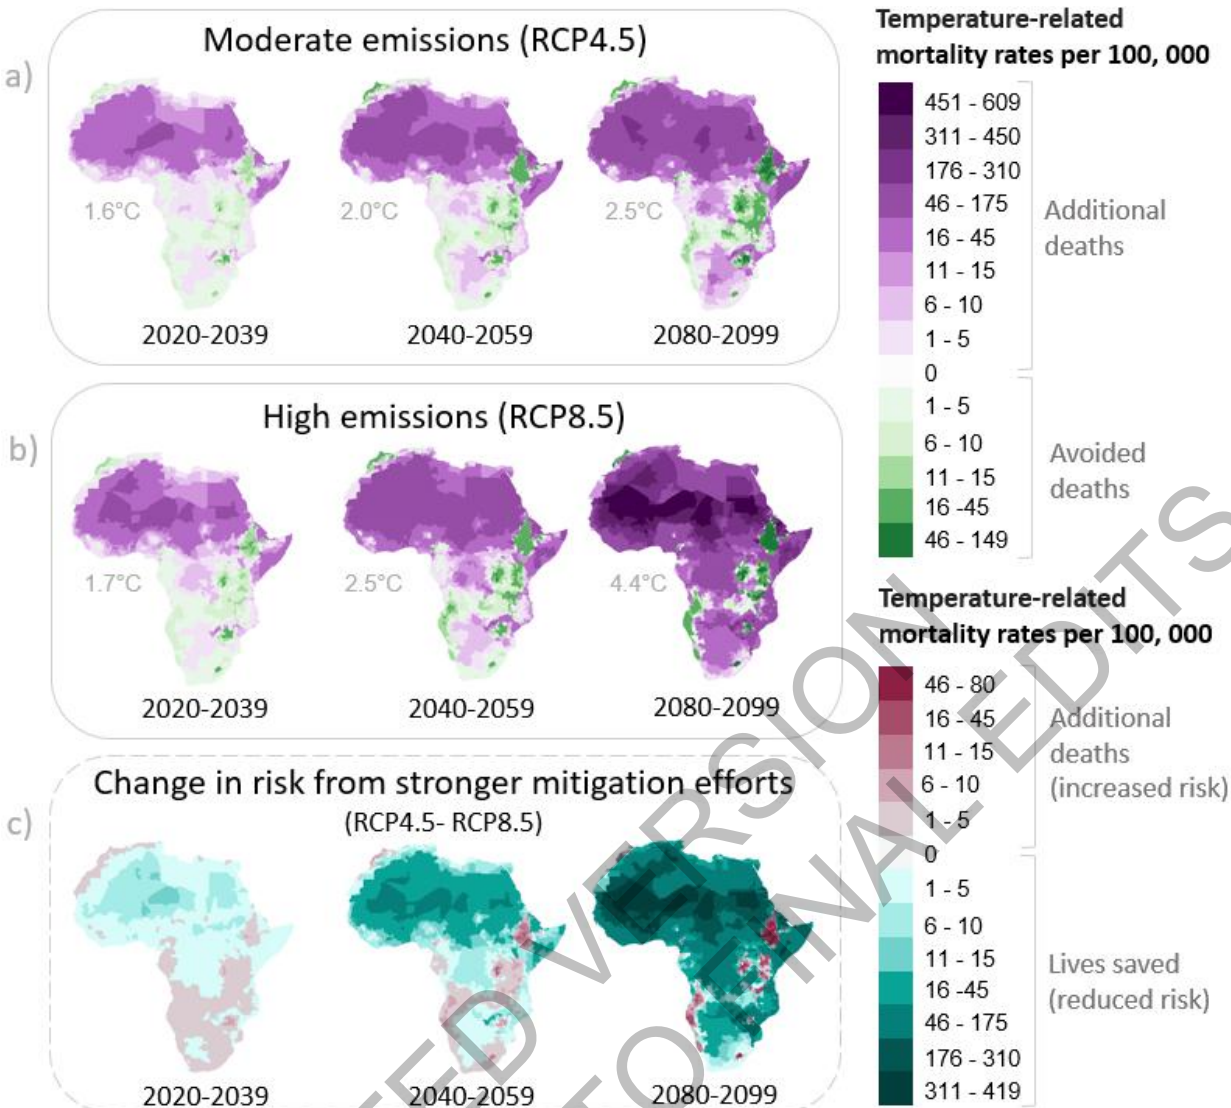 a)
Moderate emissions (RCP4.5)
1.6°C
2.0°C
2.5°C
2020-2039
2040-2059
2080-2099
b)
High emissions (RCP8.5)
1.7°C
2.5°C
4.4°C
2020-2039
2040-2059
2080-2099
c)
Change in risk from stronger mitigation efforts
(RCP4.5- RCP8.5)
2020-2039
2040-2059
2080-2099
Temperature-related
mortality rates per 100, 000
451 - 609
311 - 450
176 - 310
46 - 175
16 - 45
11 - 15
6 - 10
1 - 5
0
1 - 5
6 - 10
11 - 15
16 -45
46 - 149
Additional
deaths
Avoided
deaths
Temperature-related
mortality rates per 100, 000
46 - 80
16 - 45
11 - 15
6 - 10
1 - 5
0
1 - 5
6 - 10
11 - 15
16 -45
46 - 175
176 - 310
311 - 419
Additional
deaths
(increased risk)
Lives saved
(reduced risk)
VERSION
TO FINAL EDITS